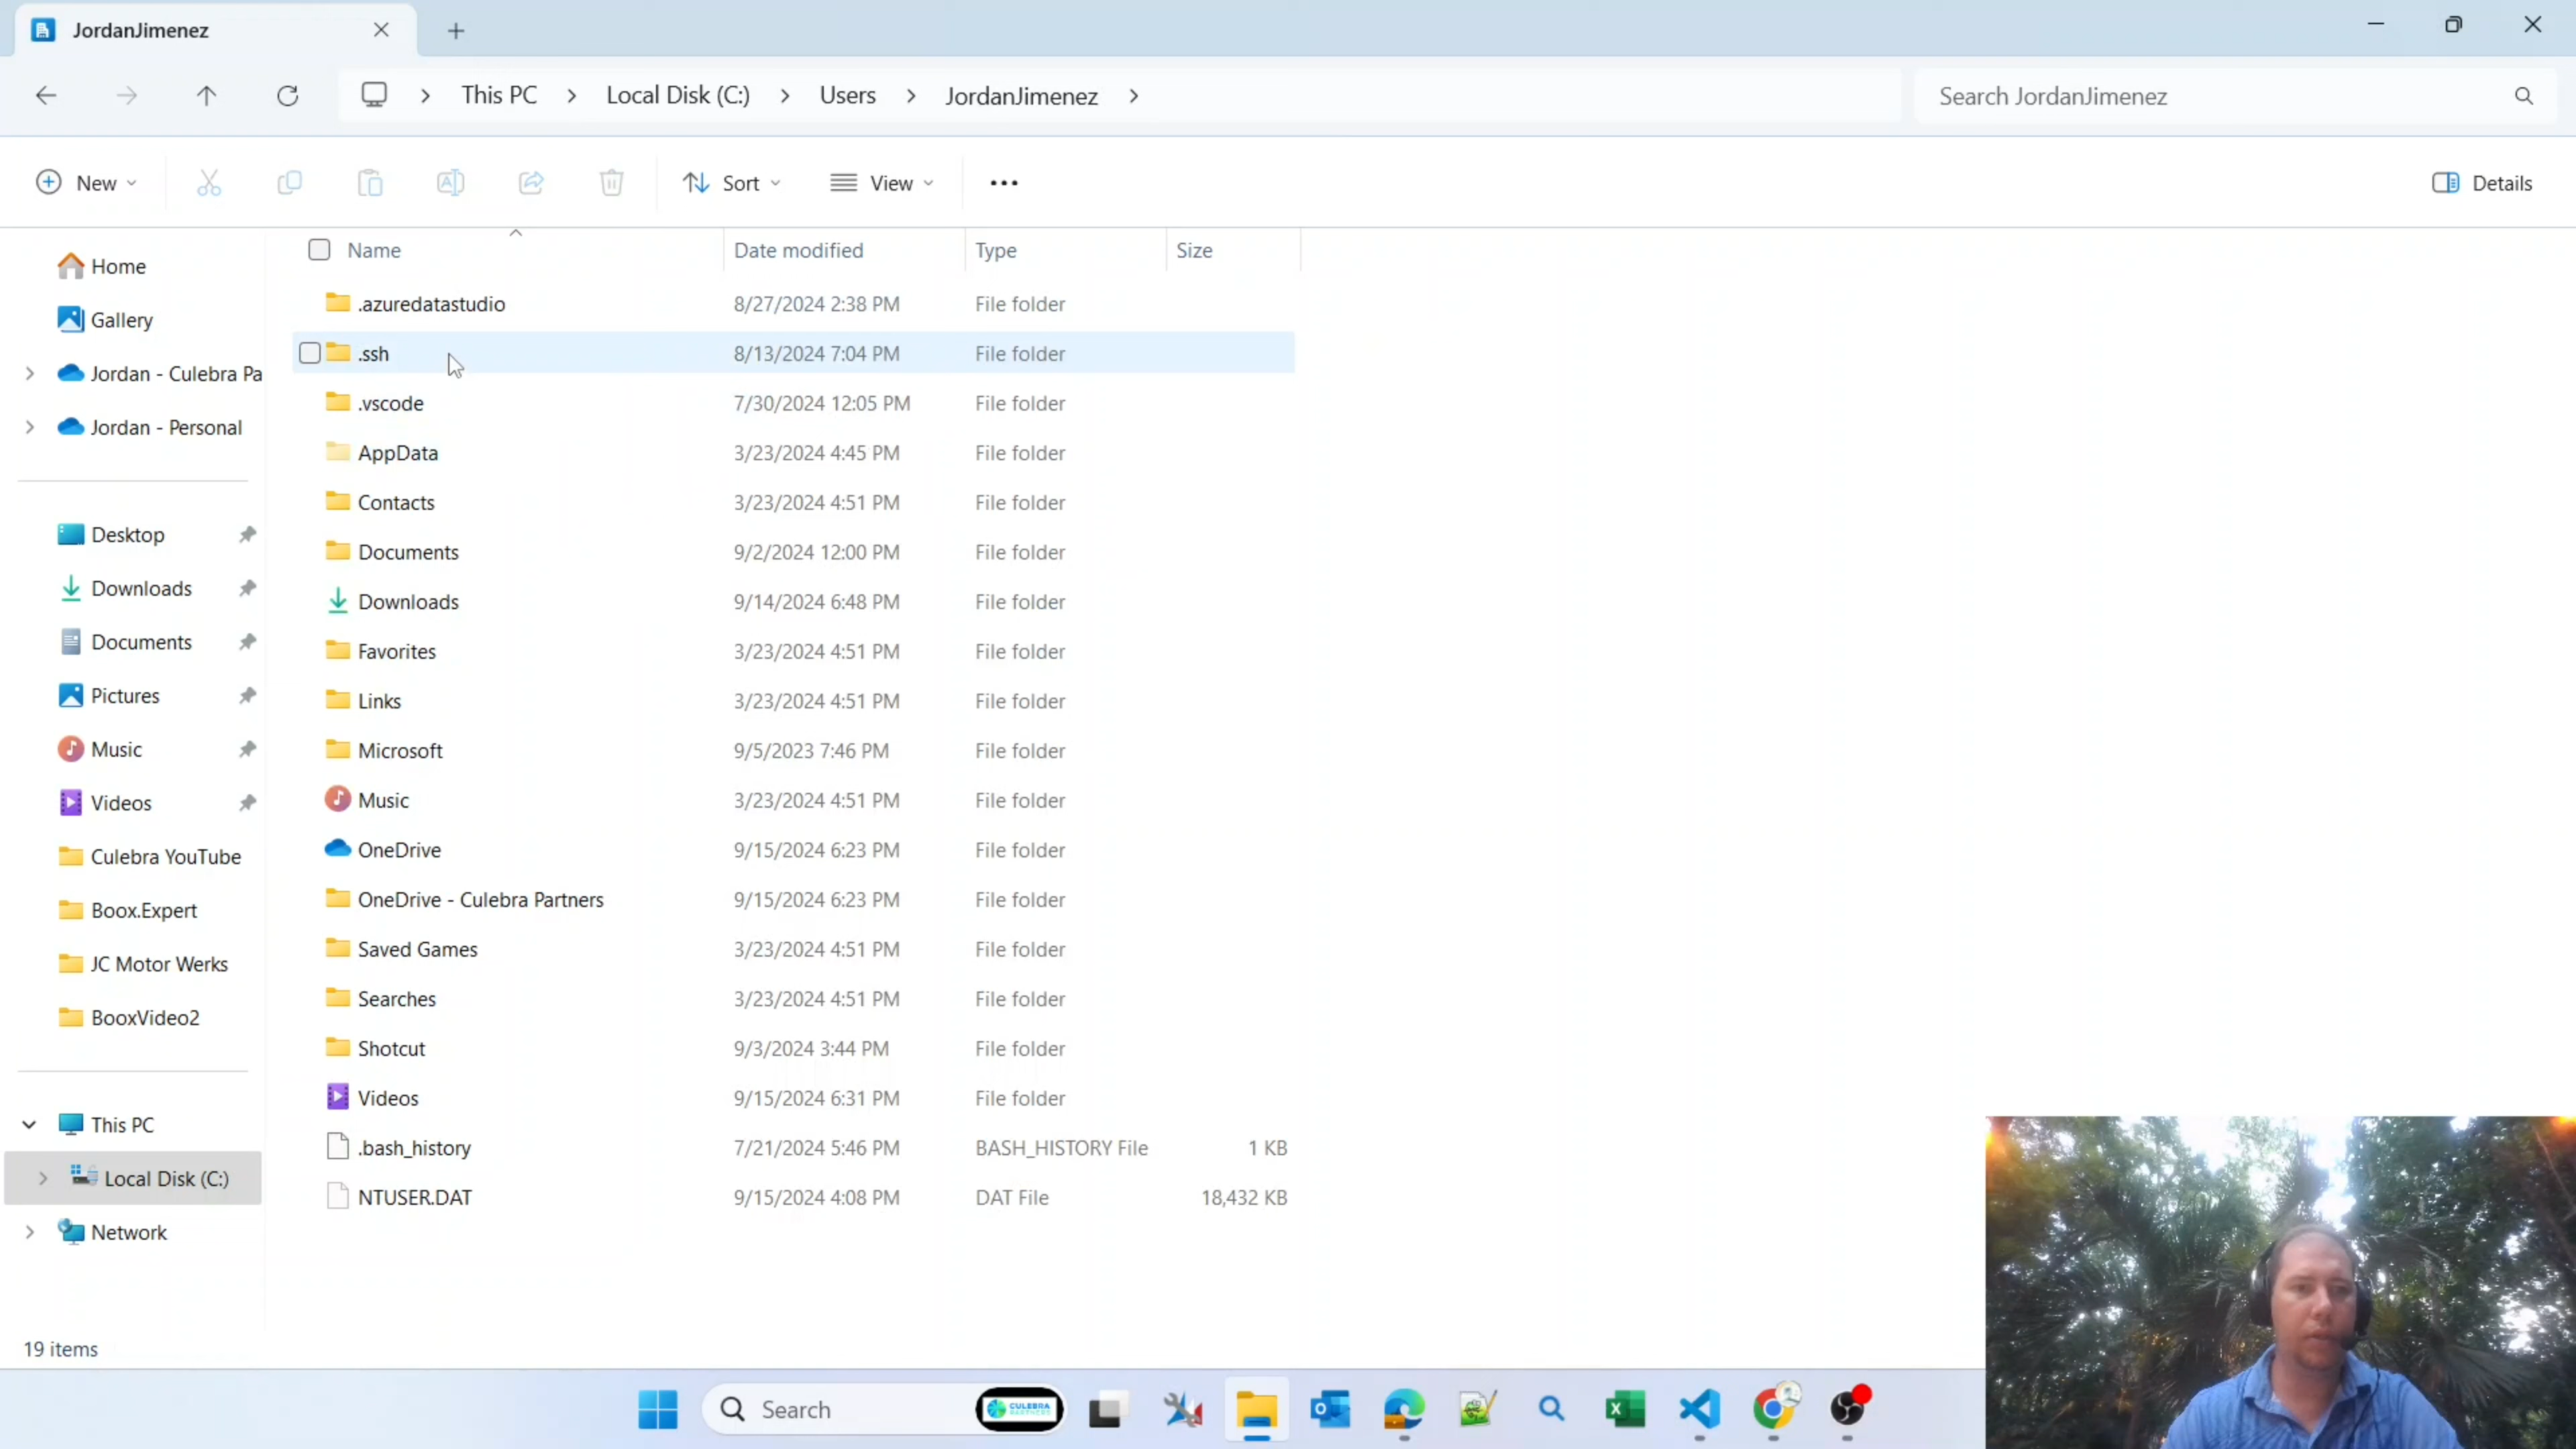 JordanJimenez
This PC > Local Disk (C:) > Users > JordanJimenez >
Search JordanJimenez
New
Sort
View
Details
Home
Gallery
Jordan - Culebra Pa
Jordan - Personal
Desktop
Downloads
Documents
Pictures
Music
Videos
Culebra YouTube
Boox.Expert
JC Motor Werks
BooxVideo2
This PC
Local Disk (C:)
Network
Name Date modified Type Size
.azuredatastudio 8/27/2024 2:38 PM File folder
.ssh 8/13/2024 7:04 PM File folder
.vscode 7/30/2024 12:05 PM File folder
AppData 3/23/2024 4:45 PM File folder
Contacts 3/23/2024 4:51 PM File folder
Documents 9/2/2024 12:00 PM File folder
Downloads 9/14/2024 6:48 PM File folder
Favorites 3/23/2024 4:51 PM File folder
Links 3/23/2024 4:51 PM File folder
Microsoft 9/5/2023 7:46 PM File folder
Music 3/23/2024 4:51 PM File folder
OneDrive 9/15/2024 6:23 PM File folder
OneDrive - Culebra Partners 9/15/2024 6:23 PM File folder
Saved Games 3/23/2024 4:51 PM File folder
Searches 3/23/2024 4:51 PM File folder
Shotcut 9/3/2024 3:44 PM File folder
Videos 9/15/2024 6:31 PM File folder
.bash_history 7/21/2024 5:46 PM BASH_HISTORY File 1 KB
NTUSER.DAT 9/15/2024 4:08 PM DAT File 18,432 KB
19 items
Search
CULEBRA
PARTNERS